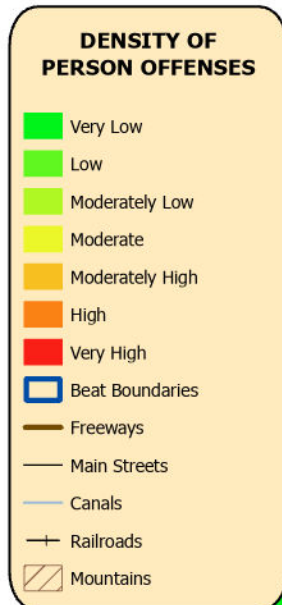 DENSITY OF
PERSON OFFENSES
Very Low
Low
Moderately Low
Moderate
Moderately High
High
Very High
Beat Boundaries
Freeways
Main Streets
Canals
Railroads
Mountains